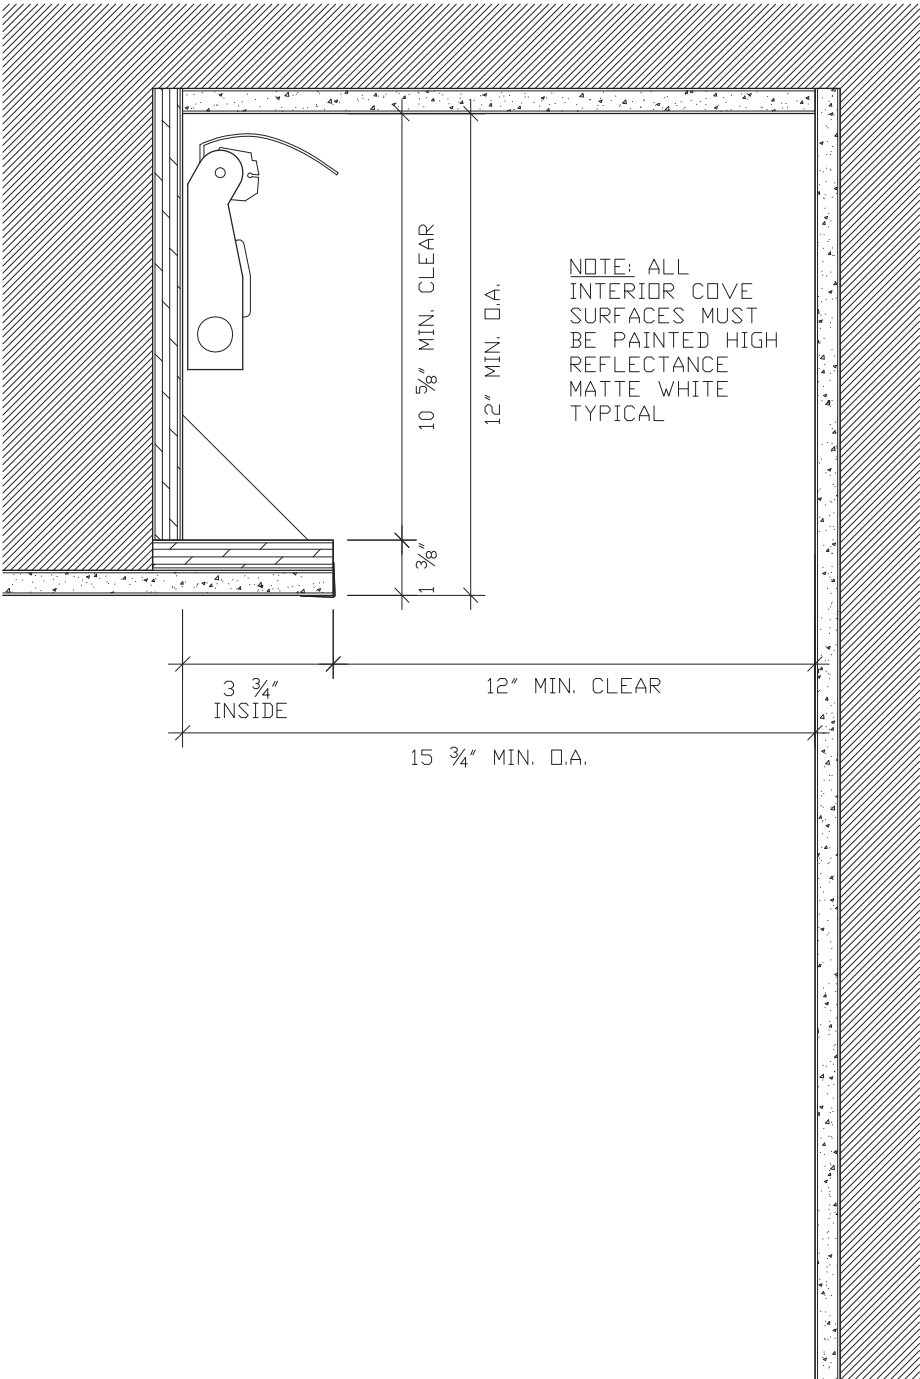 10 ⅝" MIN. CLEAR
12" MIN. O.A.
NOTE: ALL
INTERIOR COVE
SURFACES MUST
BE PAINTED HIGH
REFLECTANCE
MATTE WHITE
TYPICAL
1 ⅜"
3 ¾"
INSIDE
12" MIN. CLEAR
15 ¾" MIN. O.A.